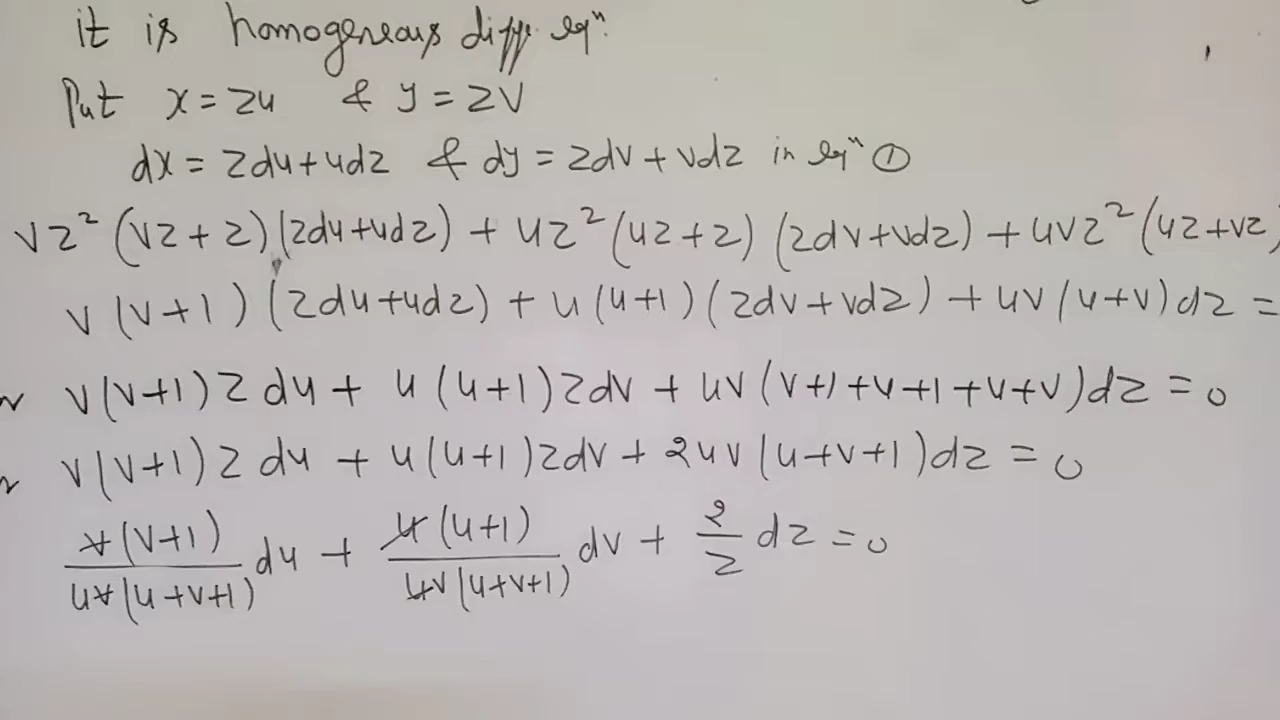 it is homogeneous diff. eqⁿ.
Put x = zu & y = zv
dx = zdu + udz & dy = zdv + vdz in eqⁿ ①
vz² (vz + z) (zdu + udz) + uz² (uz + z) (zdv + vdz) + uvz² (uz + vz)
v (v + 1) (zdu + udz) + u (u + 1) (zdv + vdz) + uv (u + v) dz =
v(v + 1) z du + u (u + 1) z dv + uv (v + 1 + u + 1 + u + v) dz = 0
v(v + 1) z du + u (u + 1) z dv + 2uv (u + v + 1) dz = 0
v(v + 1) / uv(u + v + 1) du + u(u + 1) / uv(u + v + 1) dv + 2/z dz = 0